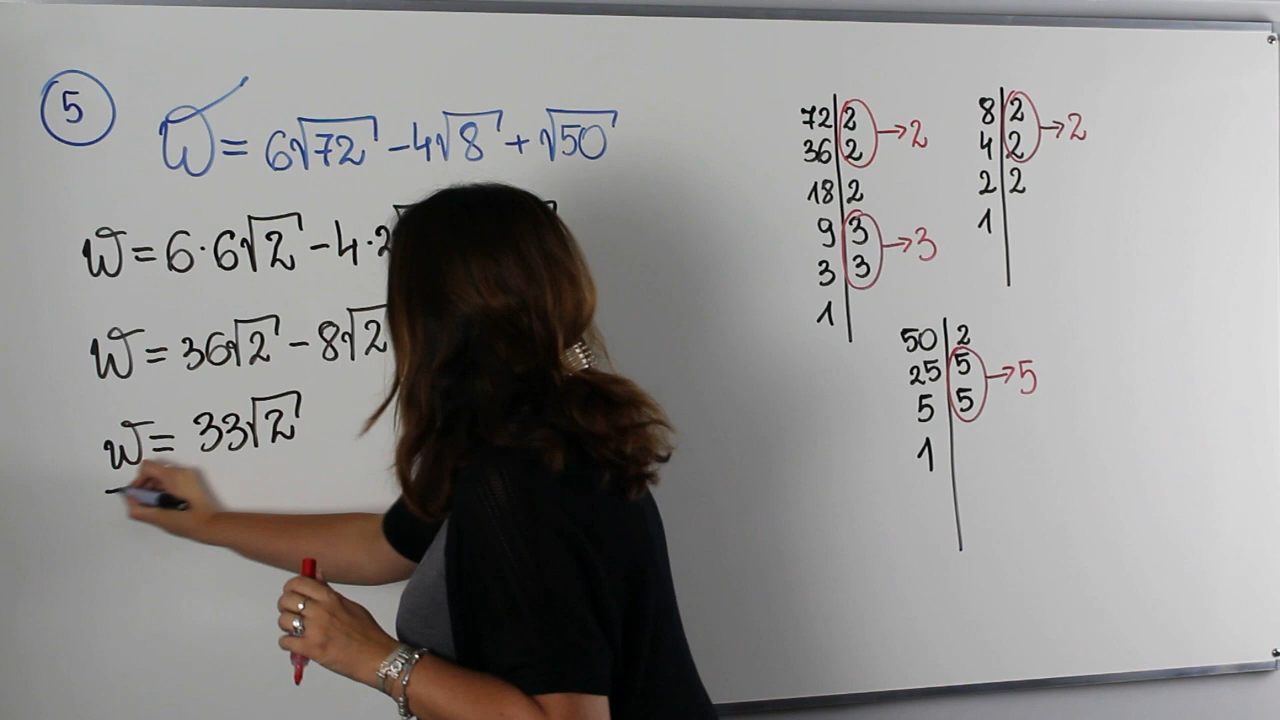 5
W = 6√72 - 4√8 + √50
W = 6·6√2 - 4·2
W = 36√2 - 8√2
W = 33√2
72 | 2
36 | 2 → 2
18 | 2
9 | 3
3 | 3 → 3
1
8 | 2
4 | 2 → 2
2 | 2
1
50 | 2
25 | 5
5 | 5 → 5
1